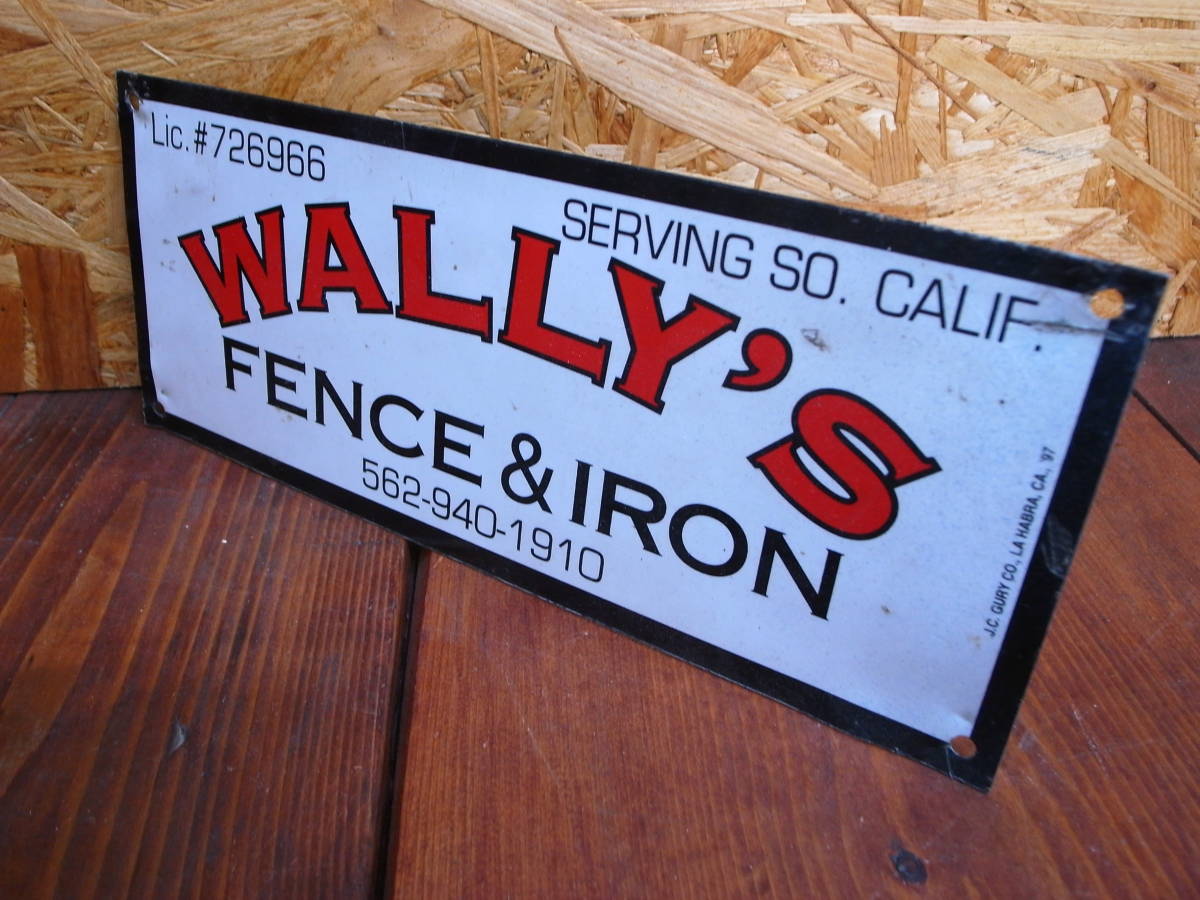 Lic. #726966
SERVING SO. CALIF.
WALLY'S
FENCE & IRON
562-940-1910
J.C. GURY CO., LA HABRA, CA., '97